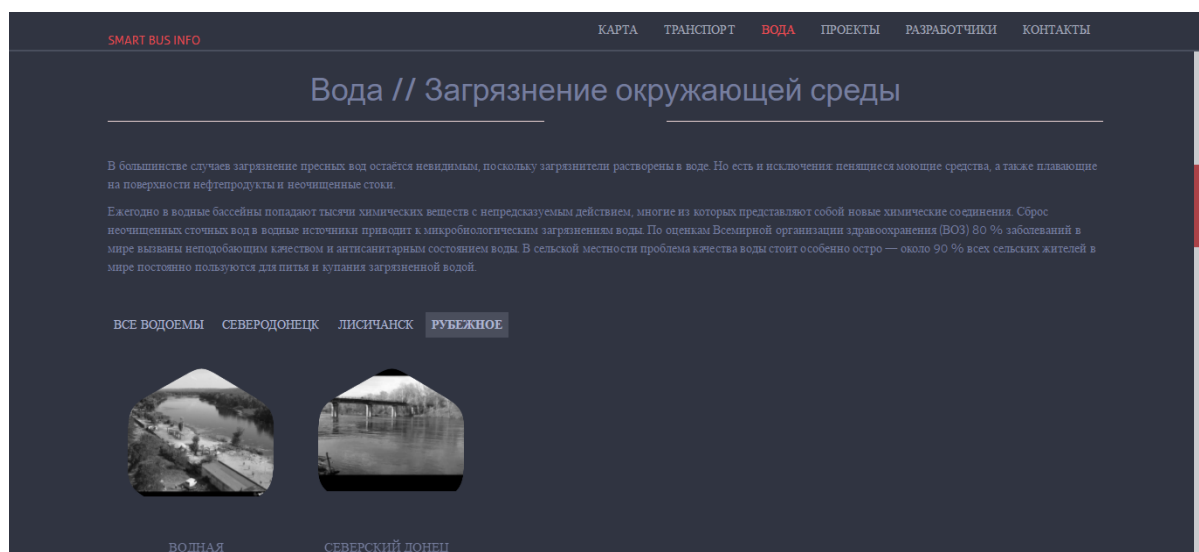 SMART BUS INFO
КАРТА ТРАНСПОРТ ВОДА ПРОЕКТЫ РАЗРАБОТЧИКИ КОНТАКТЫ
Вода // Загрязнение окружающей среды
В большинстве случаев загрязнение пресных вод остаётся невидимым, поскольку загрязнители растворены в воде. Но есть и исключения: пенящиеся моющие средства, а также плавающие
на поверхности нефтепродукты и неочищенные стоки.
Ежегодно в водные бассейны попадают тысячи химических веществ с непредсказуемым действием, многие из которых представляют собой новые химические соединения. Сброс
неочищенных сточных вод в водные источники приводит к микробиологическим загрязнениям воды. По оценкам Всемирной организации здравоохранения (ВОЗ) 80 % заболеваний в
мире вызваны неподобающим качеством и антисанитарным состоянием воды. В сельской местности проблема качества воды стоит особенно остро — около 90 % всех сельских жителей в
мире постоянно пользуются для питья и купания загрязненной водой.
ВСЕ ВОДОЕМЫ СЕВЕРОДОНЕЦК ЛИСИЧАНСК РУБЕЖНОЕ
ВОДНАЯ СЕВЕРСКИЙ ДОНЕЦ